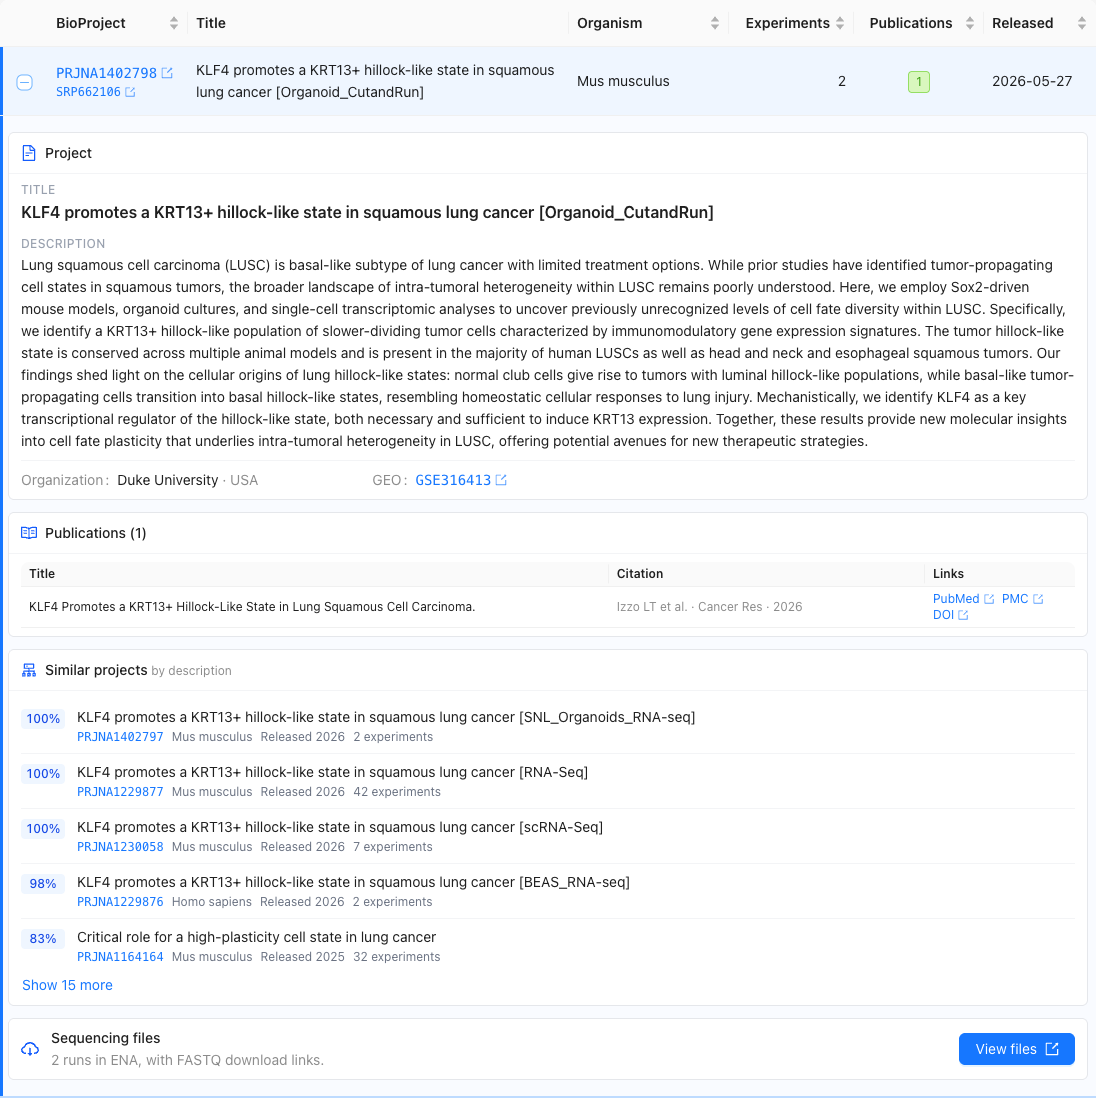 BioProject Title Organism Experiments Publications Released
PRJNA1402798
SRP662106
KLF4 promotes a KRT13+ hillock-like state in squamous
lung cancer [Organoid_CutandRun]
Mus musculus
2
1
2026-05-27
Project
TITLE
KLF4 promotes a KRT13+ hillock-like state in squamous lung cancer [Organoid_CutandRun]
DESCRIPTION
Lung squamous cell carcinoma (LUSC) is basal-like subtype of lung cancer with limited treatment options. While prior studies have identified tumor-propagating
cell states in squamous tumors, the broader landscape of intra-tumoral heterogeneity within LUSC remains poorly understood. Here, we employ Sox2-driven
mouse models, organoid cultures, and single-cell transcriptomic analyses to uncover previously unrecognized levels of cell fate diversity within LUSC. Specifically,
we identify a KRT13+ hillock-like population of slower-dividing tumor cells characterized by immunomodulatory gene expression signatures. The tumor hillock-like
state is conserved across multiple animal models and is present in the majority of human LUSCs as well as head and neck and esophageal squamous tumors. Our
findings shed light on the cellular origins of lung hillock-like states: normal club cells give rise to tumors with luminal hillock-like populations, while basal-like tumor-
propagating cells transition into basal hillock-like states, resembling homeostatic cellular responses to lung injury. Mechanistically, we identify KLF4 as a key
transcriptional regulator of the hillock-like state, both necessary and sufficient to induce KRT13 expression. Together, these results provide new molecular insights
into cell fate plasticity that underlies intra-tumoral heterogeneity in LUSC, offering potential avenues for new therapeutic strategies.
Organization: Duke University · USA GEO: GSE316413
Publications (1)
Title Citation Links
KLF4 Promotes a KRT13+ Hillock-Like State in Lung Squamous Cell Carcinoma. Izzo LT et al. · Cancer Res · 2026 PubMed PMC
DOI
Similar projects by description
100% KLF4 promotes a KRT13+ hillock-like state in squamous lung cancer [SNL_Organoids_RNA-seq]
PRJNA1402797 Mus musculus Released 2026 2 experiments
100% KLF4 promotes a KRT13+ hillock-like state in squamous lung cancer [RNA-Seq]
PRJNA1229877 Mus musculus Released 2026 42 experiments
100% KLF4 promotes a KRT13+ hillock-like state in squamous lung cancer [scRNA-Seq]
PRJNA1230058 Mus musculus Released 2026 7 experiments
98% KLF4 promotes a KRT13+ hillock-like state in squamous lung cancer [BEAS_RNA-seq]
PRJNA1229876 Homo sapiens Released 2026 2 experiments
83% Critical role for a high-plasticity cell state in lung cancer
PRJNA1164164 Mus musculus Released 2025 32 experiments
Show 15 more
Sequencing files
2 runs in ENA, with FASTQ download links.
View files